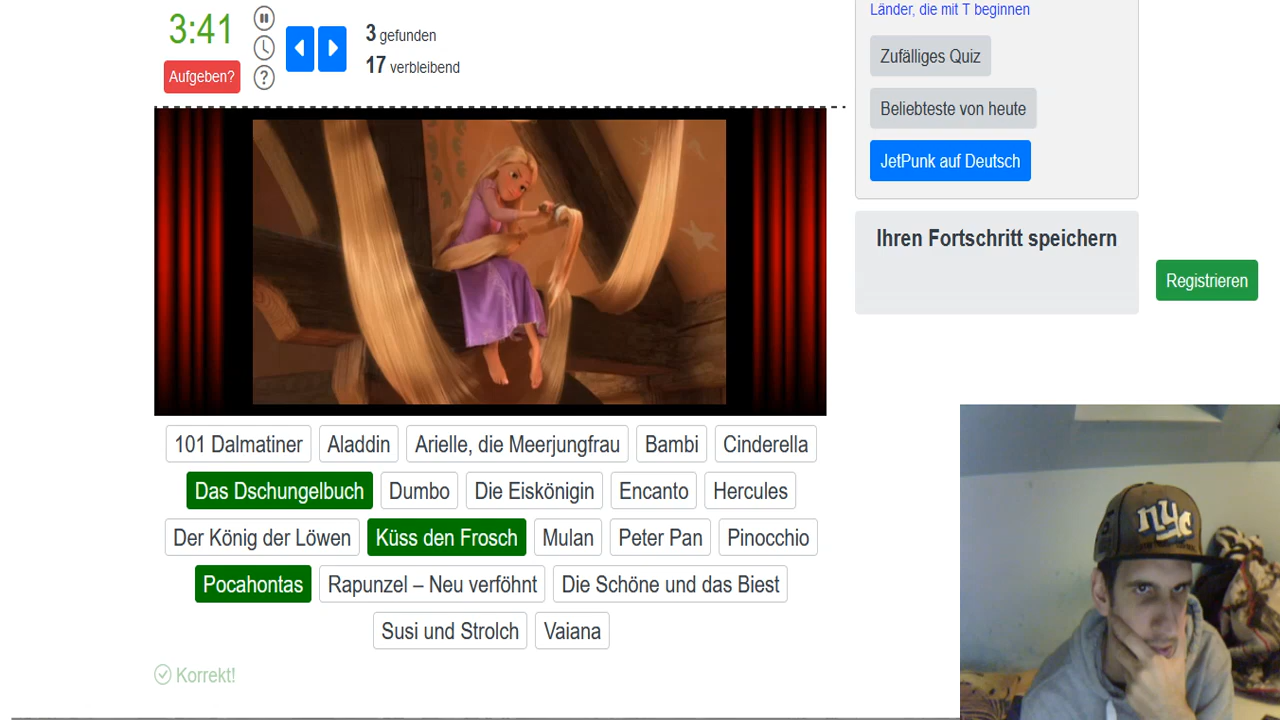 3:41
Aufgeben?
3 gefunden
17 verbleibend
Länder, die mit T beginnen
Zufälliges Quiz
Beliebteste von heute
JetPunk auf Deutsch
Ihren Fortschritt speichern
Registrieren
101 Dalmatiner Aladdin Arielle, die Meerjungfrau Bambi Cinderella
Das Dschungelbuch Dumbo Die Eiskönigin Encanto Hercules
Der König der Löwen Küss den Frosch Mulan Peter Pan Pinocchio
Pocahontas Rapunzel – Neu verföhnt Die Schöne und das Biest
Susi und Strolch Vaiana
Korrekt!
nyc